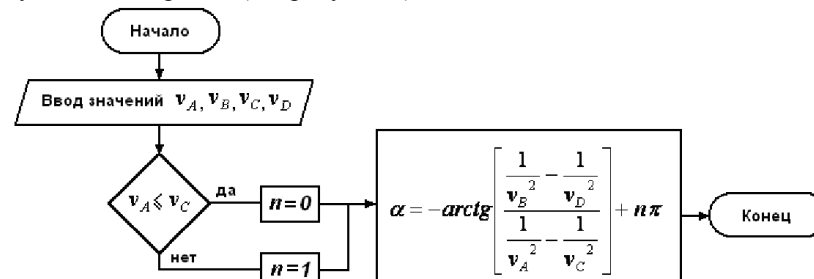 Начало
Ввод значений v_A, v_B, v_C, v_D
v_A ⩽ v_C
да
n=0
нет
n=1
α = −arctg[(1/v_B² − 1/v_D²)/(1/v_A² − 1/v_C²)] + nπ
Конец